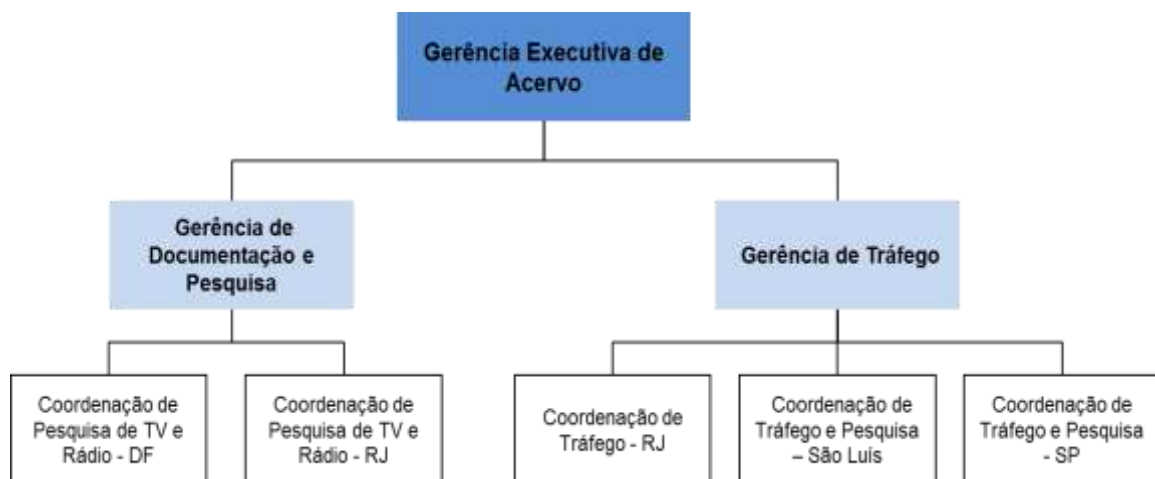 Gerência Executiva de
Acervo
Gerência de
Documentação e
Pesquisa
Gerência de Tráfego
Coordenação de
Pesquisa de TV e
Rádio - DF
Coordenação de
Pesquisa de TV e
Rádio - RJ
Coordenação de
Tráfego - RJ
Coordenação de
Tráfego e Pesquisa
– São Luís
Coordenação de
Tráfego e Pesquisa
- SP